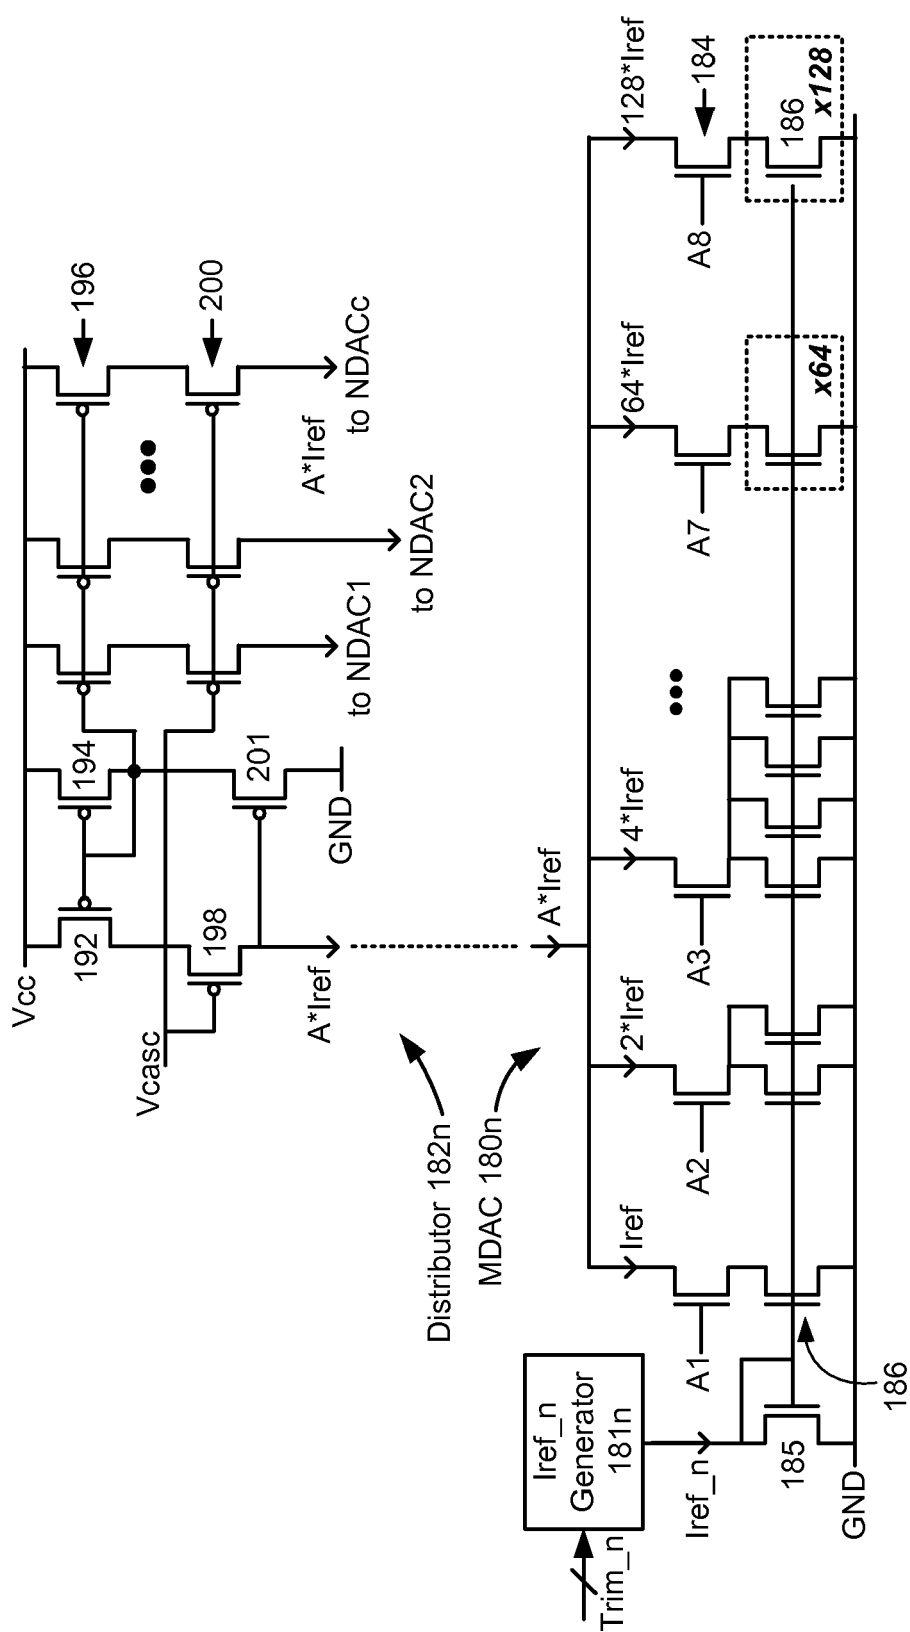 Vcc
192
194
196
Vcasc
198
201
200
GND
A*Iref
to NDAC1
to NDAC2
A*Iref
to NDACc
Distributor 182n
MDAC 180n
A*Iref
Iref
2*Iref
4*Iref
64*Iref
128*Iref
184
Iref_n
Generator
181n
Trim_n
Iref_n
A1
A2
A3
A7
A8
185
186
186
x64
x128
GND